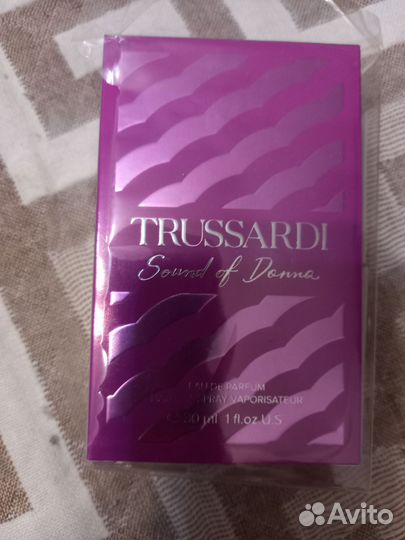 TRUSSARDI
Sound of Donna
EAU DE PARFUM
SPRAY VAPORISATEUR
30 ml 1 fl.oz.U.S
Avito